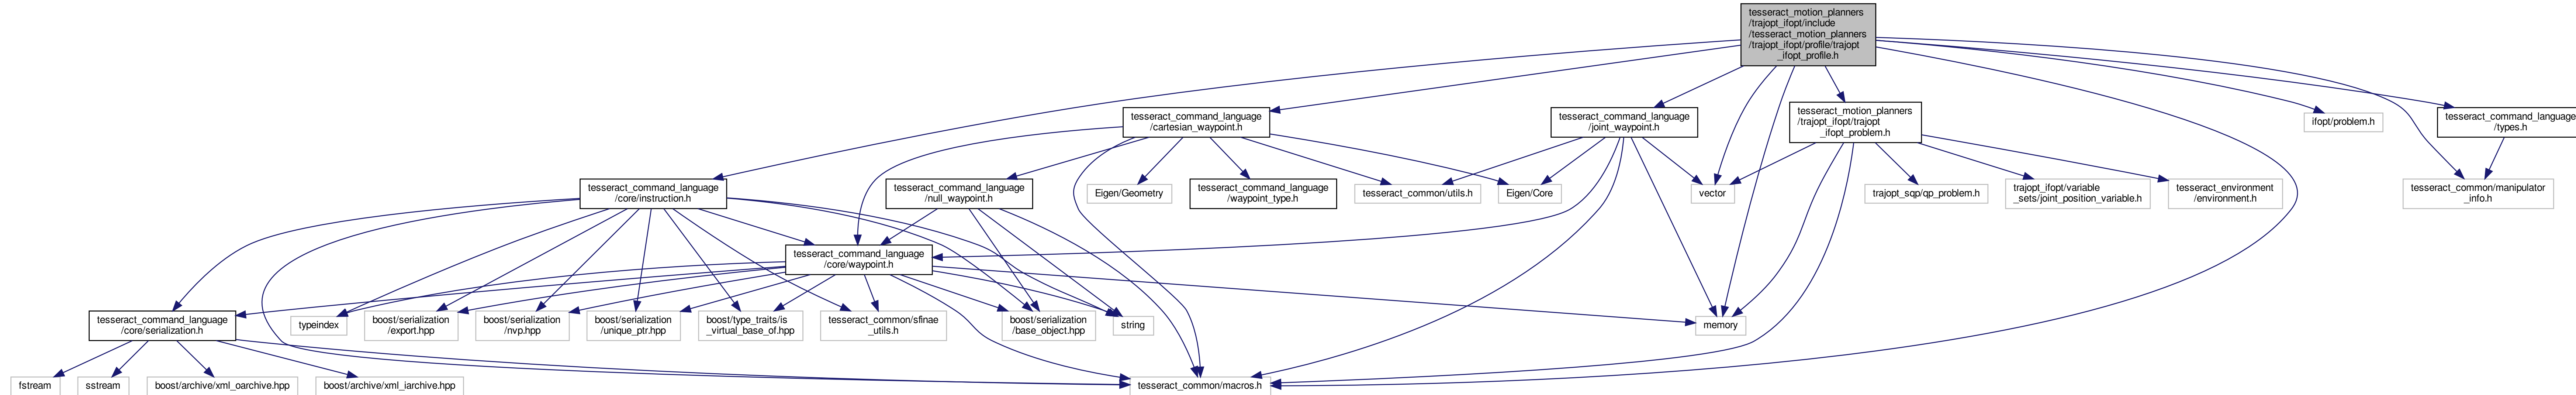 tesseract_motion_planners
/trajopt_ifopt/include
/tesseract_motion_planners
/trajopt_ifopt/profile/trajopt
_ifopt_profile.h
tesseract_command_language
/cartesian_waypoint.h
tesseract_command_language
/joint_waypoint.h
tesseract_motion_planners
/trajopt_ifopt/trajopt
_ifopt_problem.h
ifopt/problem.h
tesseract_command_language
/types.h
tesseract_command_language
/core/instruction.h
tesseract_command_language
/null_waypoint.h
Eigen/Geometry
tesseract_command_language
/waypoint_type.h
tesseract_common/utils.h
Eigen/Core
vector
trajopt_sqp/qp_problem.h
trajopt_ifopt/variable
_sets/joint_position_variable.h
tesseract_environment
/environment.h
tesseract_common/manipulator
_info.h
tesseract_command_language
/core/waypoint.h
tesseract_command_language
/core/serialization.h
typeindex
boost/serialization
/export.hpp
boost/serialization
/nvp.hpp
boost/serialization
/unique_ptr.hpp
boost/type_traits/is
_virtual_base_of.hpp
tesseract_common/sfinae
_utils.h
boost/serialization
/base_object.hpp
string
memory
fstream
sstream
boost/archive/xml_oarchive.hpp
boost/archive/xml_iarchive.hpp
tesseract_common/macros.h